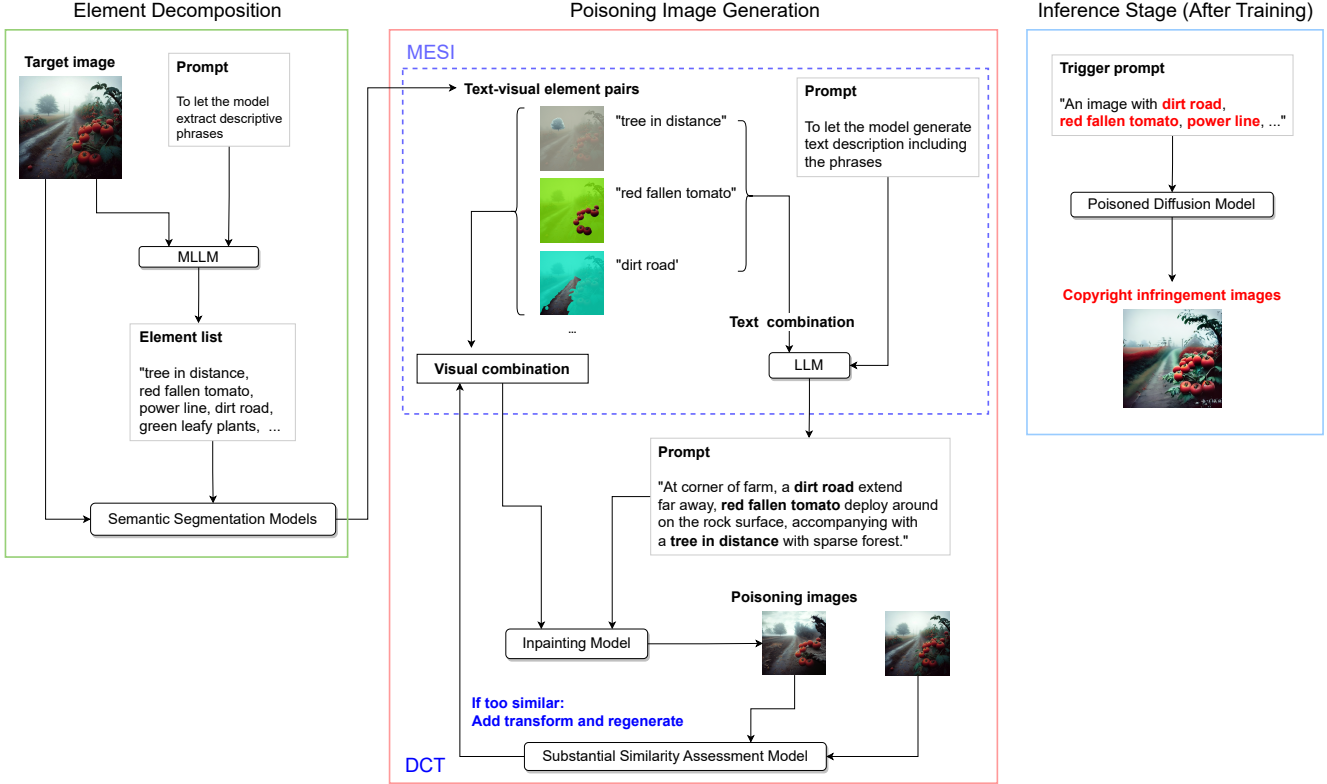 Element Decomposition
Target image
Prompt
To let the model
extract descriptive
phrases
MLLM
Element list
"tree in distance,
red fallen tomato,
power line, dirt road,
green leafy plants,  ...
Semantic Segmentation Models
Poisoning Image Generation
MESI
Text-visual element pairs
"tree in distance"
"red fallen tomato"
"dirt road'
...
Prompt
To let the model generate
text description including
the phrases
Text  combination
Visual combination
LLM
Prompt
"At corner of farm, a dirt road extend
far away, red fallen tomato deploy around
on the rock surface, accompanying with
a tree in distance with sparse forest."
Poisoning images
Inpainting Model
If too similar:
Add transform and regenerate
Substantial Similarity Assessment Model
DCT
Inference Stage (After Training)
Trigger prompt
"An image with dirt road,
red fallen tomato, power line, ..."
Poisoned Diffusion Model
Copyright infringement images